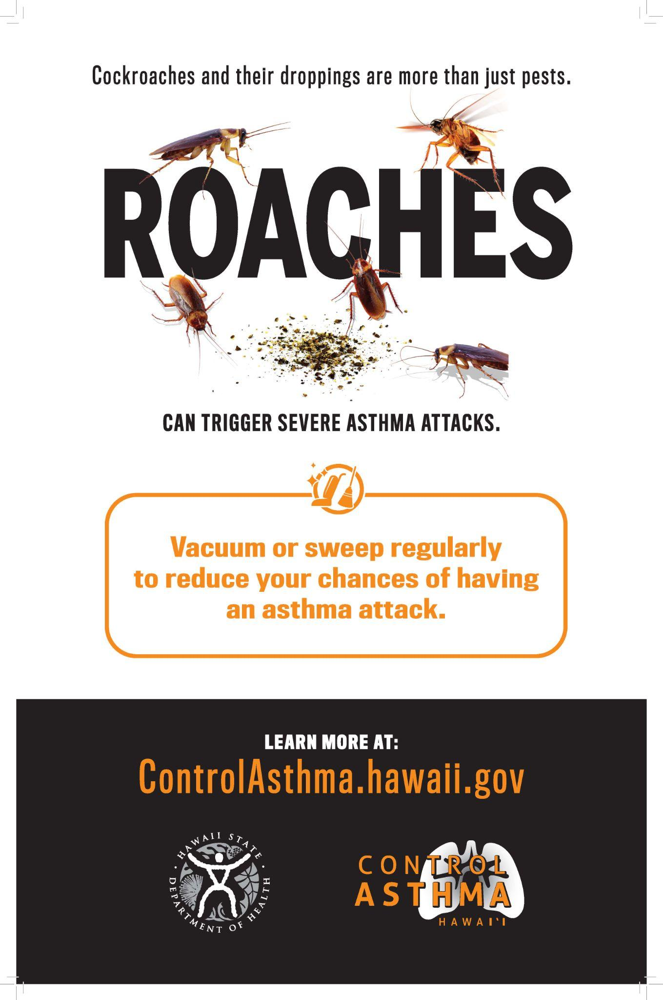 Cockroaches and their droppings are more than just pests.
ROACHES
CAN TRIGGER SEVERE ASTHMA ATTACKS.
Vacuum or sweep regularly
to reduce your chances of having
an asthma attack.
LEARN MORE AT:
ControlAsthma.hawaii.gov
HAWAII STATE
DEPARTMENT OF HEALTH
CONTROL
ASTHMA
HAWAIʻI